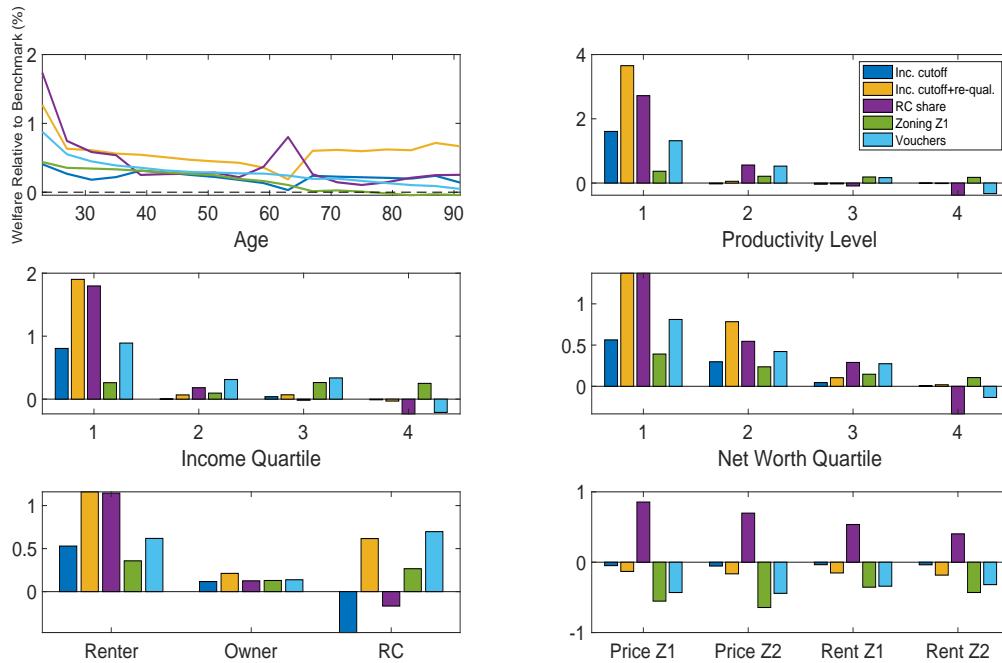 Welfare Relative to Benchmark (%)
2
1
0
30 40 50 60 70 80 90
Age
4
2
0
1 2 3 4
Productivity Level
Inc. cutoff
Inc. cutoff+re-qual.
RC share
Zoning Z1
Vouchers
2
1
0
1 2 3 4
Income Quartile
1
0.5
0
1 2 3 4
Net Worth Quartile
1
0.5
0
Renter Owner RC
1
0
-1
Price Z1 Price Z2 Rent Z1 Rent Z2